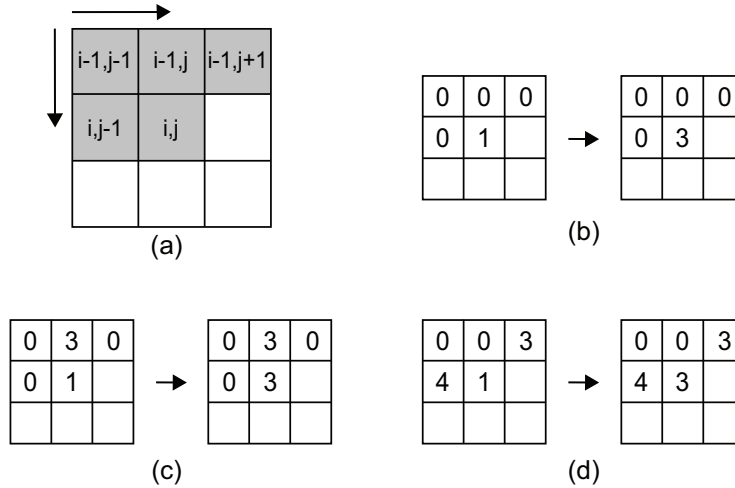 i-1,j-1 i-1,j i-1,j+1
i,j-1 i,j
(a)
0 0 0 0 0 0
0 1 0 3
(b)
0 3 0 0 3 0
0 1 0 3
(c)
0 0 3 0 0 3
4 1 4 3
(d)